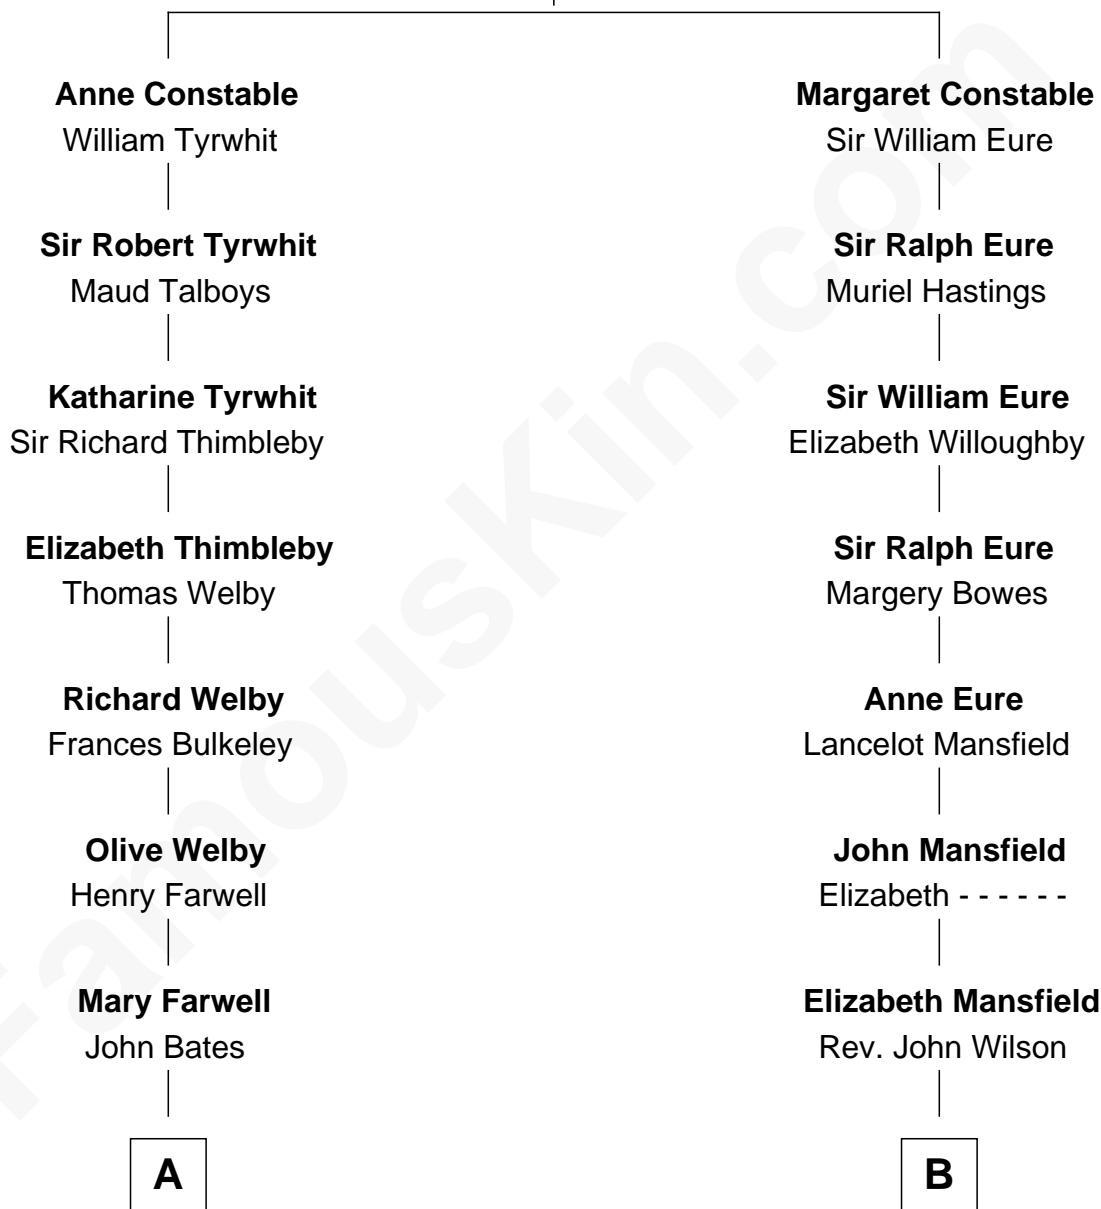 Anne Constable
William Tyrwhit
Sir Robert Tyrwhit
Maud Talboys
Katharine Tyrwhit
Sir Richard Thimbleby
Elizabeth Thimbleby
Thomas Welby
Richard Welby
Frances Bulkeley
Olive Welby
Henry Farwell
Mary Farwell
John Bates
A
Margaret Constable
Sir William Eure
Sir Ralph Eure
Muriel Hastings
Sir William Eure
Elizabeth Willoughby
Sir Ralph Eure
Margery Bowes
Anne Eure
Lancelot Mansfield
John Mansfield
Elizabeth - - - - - -
Elizabeth Mansfield
Rev. John Wilson
B
FamousKin.com